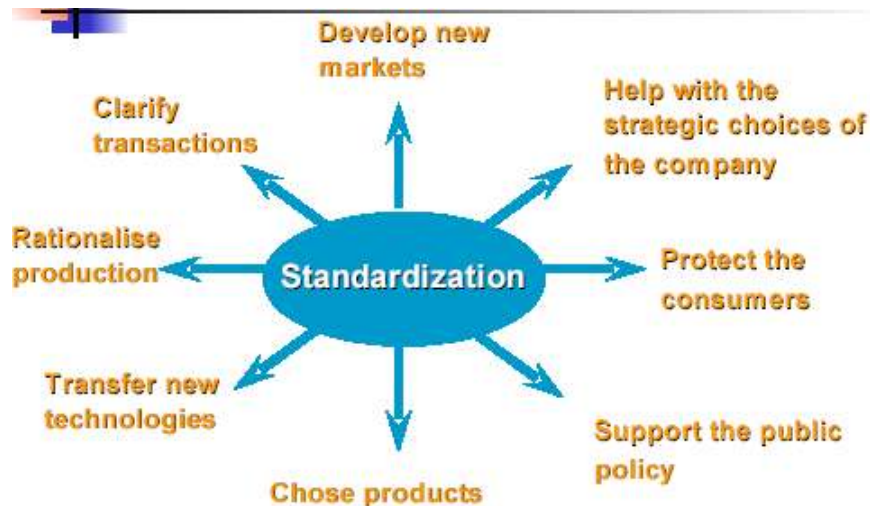 Develop new
markets
Clarify
transactions
Help with the
strategic choices of
the company
Rationalise
production
Standardization
Protect the
consumers
Transfer new
technologies
Support the public
policy
Chose products